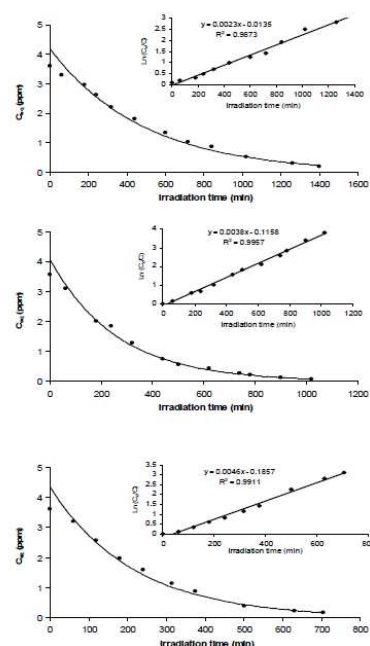 3
2.5
2
1.5
1
0.5
0
Ln (C₀/C)
y = 0.0023x - 0.0135
R² = 0.9873
0 200 400 600 800 1000 1200 1400
Irradiation time (min)
5
4
3
2
1
0
(ppm)
0 200 400 600 800 1000 1200 1400 1600
Irradiation time (min)
4
3
2
1
0
Ln (C₀/C)
y = 0.0038x - 0.1158
R² = 0.9957
0 200 400 600 800 1000 1200
Irradiation time (min)
5
4
3
2
1
0
(ppm)
0 200 400 600 800 1000 1200
Irradiation time (min)
3.5
3
2.5
2
1.5
1
0.5
0
Ln (C₀/C)
y = 0.0046x - 0.1857
R² = 0.9911
0 200 400 600 800
Irradiation time (min)
5
4
3
2
1
0
(ppm)
0 100 200 300 400 500 600 700 800
Irradiation time (min)